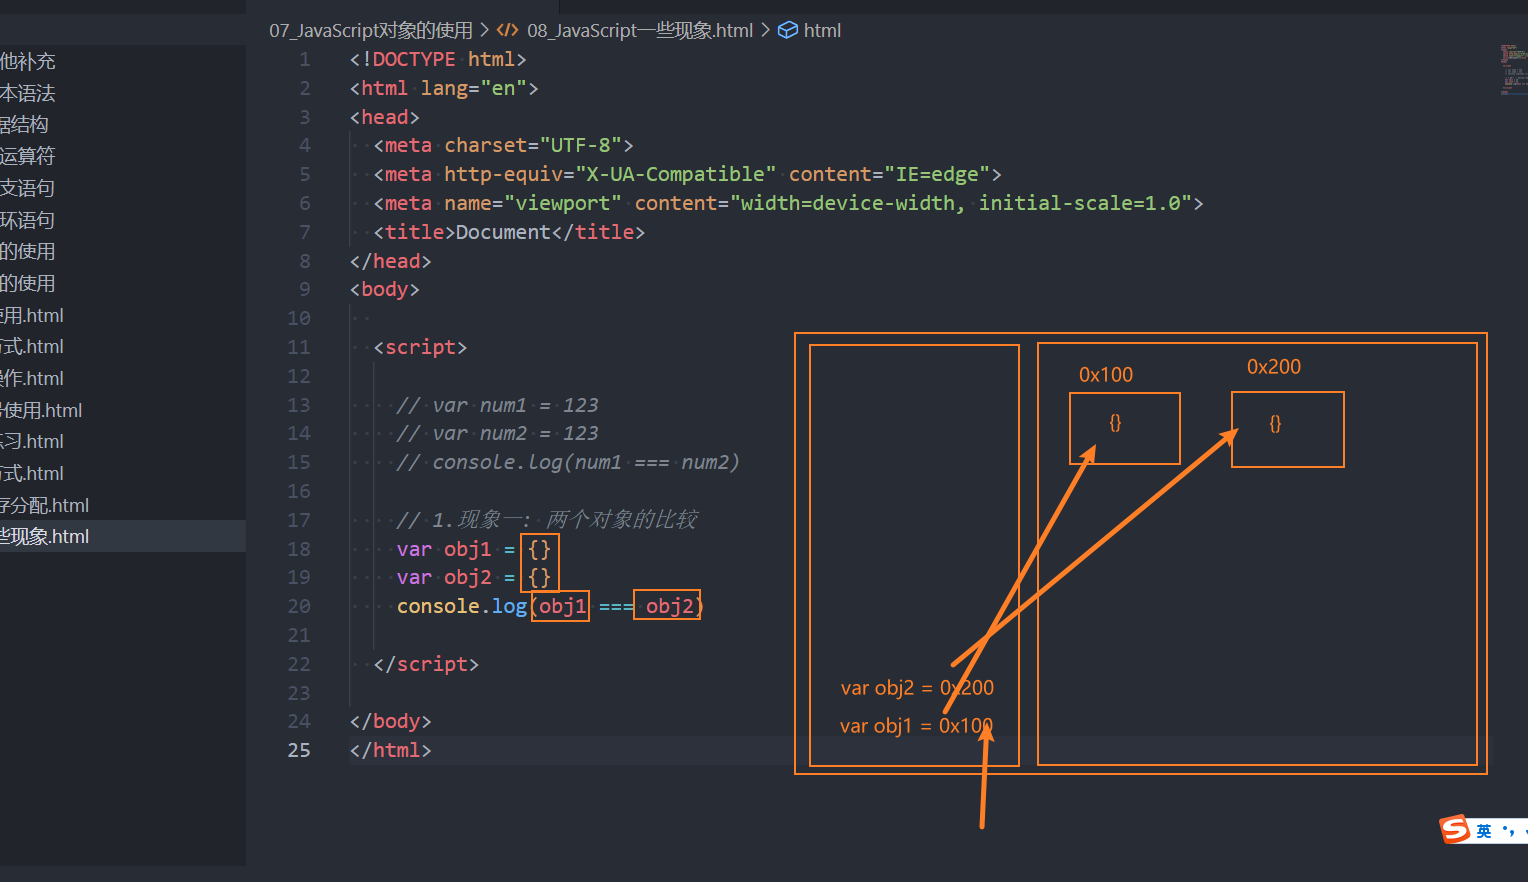 07_JavaScript对象的使用 > 08_JavaScript一些现象.html > html
他补充
本语法
据结构
运算符
支语句
环语句
的使用
的使用
使用.html
方式.html
操作.html
使用.html
练习.html
方式.html
存分配.html
些现象.html
1 <!DOCTYPE html>
2 <html lang="en">
3 <head>
4 <meta charset="UTF-8">
5 <meta http-equiv="X-UA-Compatible" content="IE=edge">
6 <meta name="viewport" content="width=device-width, initial-scale=1.0">
7 <title>Document</title>
8 </head>
9 <body>
10
11 <script>
12
13 // var num1 = 123
14 // var num2 = 123
15 // console.log(num1 === num2)
16
17 // 1.现象一: 两个对象的比较
18 var obj1 = {}
19 var obj2 = {}
20 console.log(obj1 === obj2)
21
22 </script>
23
24 </body>
25 </html>
0x100
0x200
{}
{}
var obj2 = 0x200
var obj1 = 0x100
S 英